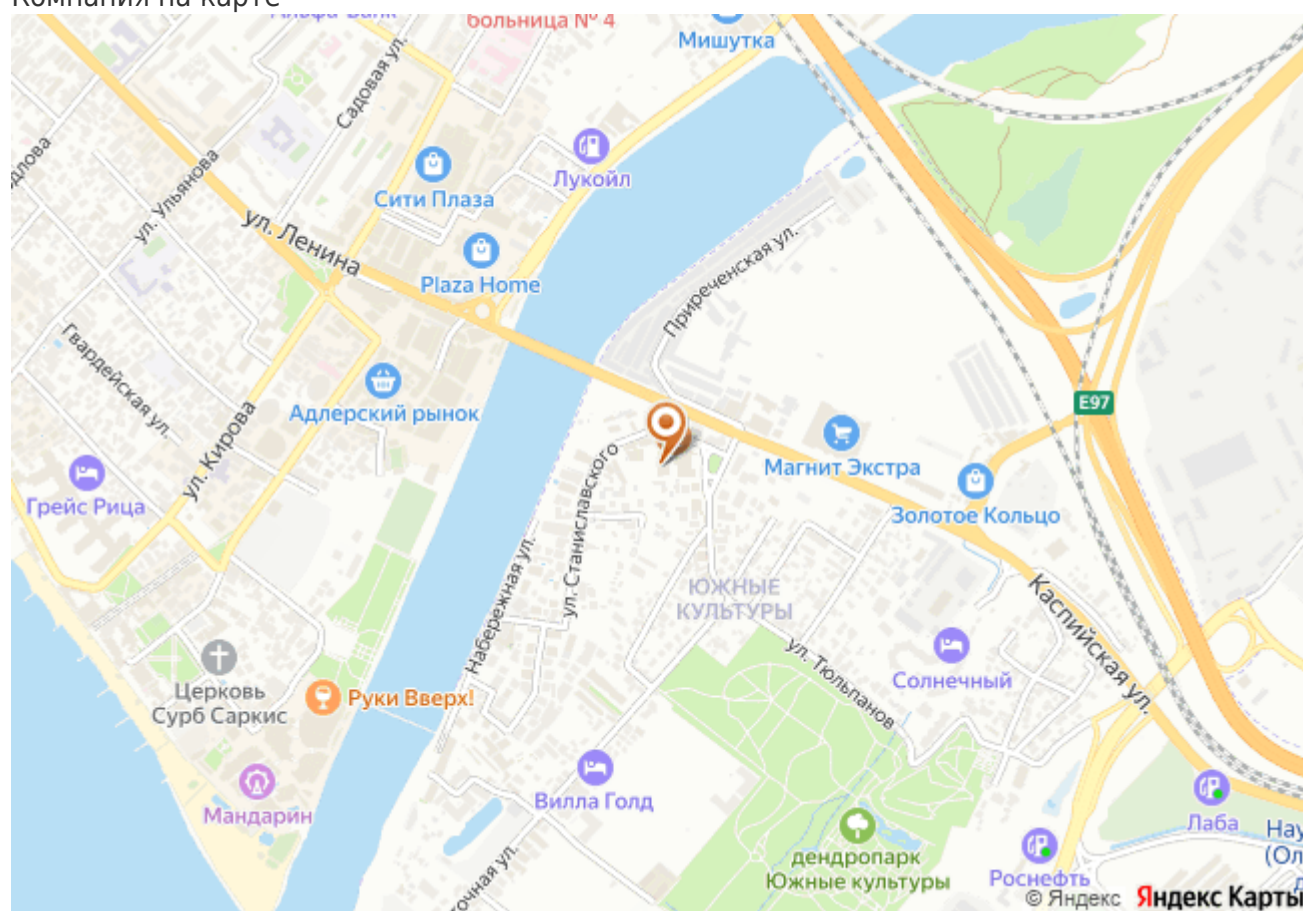 Компания на карте
Альфа-Банк
больница № 4
Мишутка
Садовая ул.
Лукойл
Сити Плаза
ул. Ульянова
ул. Ленина
Plaza Home
Приреченская ул.
Гвардейская ул.
Адлерский рынок
E97
ул. Кирова
Магнит Экстра
Грейс Рица
Золотое Кольцо
ул. Станиславского
Набережная ул.
ЮЖНЫЕ
КУЛЬТУРЫ
Каспийская ул.
Церковь
Сурб Саркис
Руки Вверх!
ул. Тюльпанов
Солнечный
Мандарин
Вилла Голд
Лаба
дендропарк
Южные культуры
Роснефть
© Яндекс Яндекс Карты